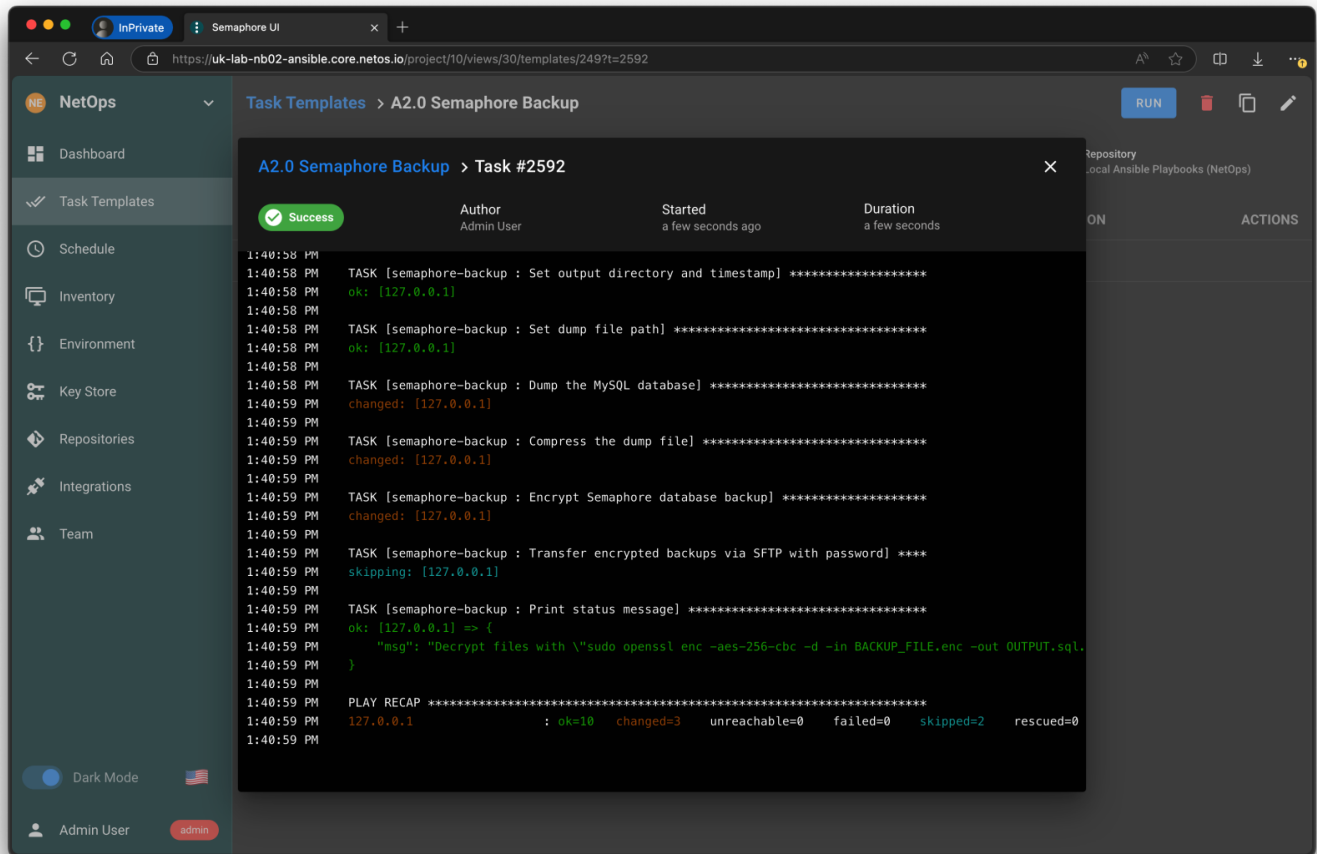 InPrivate
Semaphore UI
https://uk-lab-nb02-ansible.core.netos.io/project/10/views/30/templates/249?t=2592
NE NetOps
Task Templates > A2.0 Semaphore Backup
RUN
Dashboard
Task Templates
Schedule
Inventory
Environment
Key Store
Repositories
Integrations
Team
Dark Mode
Admin User admin
Repository
Local Ansible Playbooks (NetOps)
ON ACTIONS
A2.0 Semaphore Backup > Task #2592
Success
Author
Admin User
Started
a few seconds ago
Duration
a few seconds
1:40:58 PM
1:40:58 PM TASK [semaphore-backup : Set output directory and timestamp] *******************
1:40:58 PM ok: [127.0.0.1]
1:40:58 PM
1:40:58 PM TASK [semaphore-backup : Set dump file path] ***********************************
1:40:58 PM ok: [127.0.0.1]
1:40:58 PM
1:40:58 PM TASK [semaphore-backup : Dump the MySQL database] ******************************
1:40:59 PM changed: [127.0.0.1]
1:40:59 PM
1:40:59 PM TASK [semaphore-backup : Compress the dump file] *******************************
1:40:59 PM changed: [127.0.0.1]
1:40:59 PM
1:40:59 PM TASK [semaphore-backup : Encrypt Semaphore database backup] ********************
1:40:59 PM changed: [127.0.0.1]
1:40:59 PM
1:40:59 PM TASK [semaphore-backup : Transfer encrypted backups via SFTP with password] ****
1:40:59 PM skipping: [127.0.0.1]
1:40:59 PM
1:40:59 PM TASK [semaphore-backup : Print status message] *********************************
1:40:59 PM ok: [127.0.0.1] => {
1:40:59 PM "msg": "Decrypt files with \"sudo openssl enc -aes-256-cbc -d -in BACKUP_FILE.enc -out OUTPUT.sql.
1:40:59 PM }
1:40:59 PM
1:40:59 PM PLAY RECAP *********************************************************************
1:40:59 PM 127.0.0.1 : ok=10 changed=3 unreachable=0 failed=0 skipped=2 rescued=0
1:40:59 PM